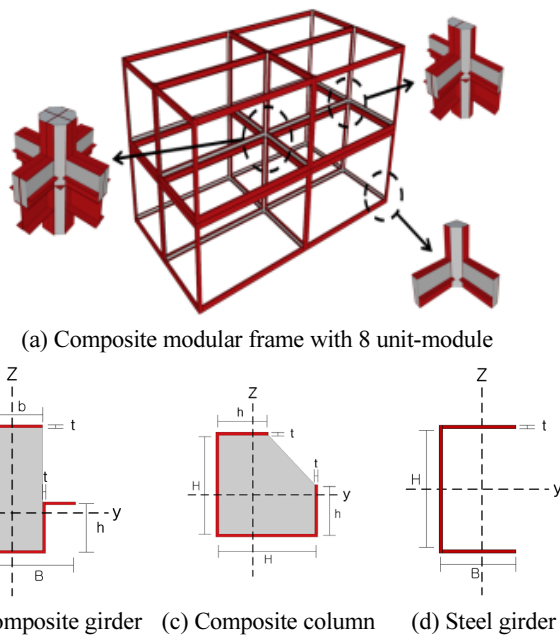 (a) Composite modular frame with 8 unit-module
Z
b
t
t
y
h
B
Z
h
t
t
H
y
h
H
Z
t
H
y
B
omposite girder (c) Composite column (d) Steel girder